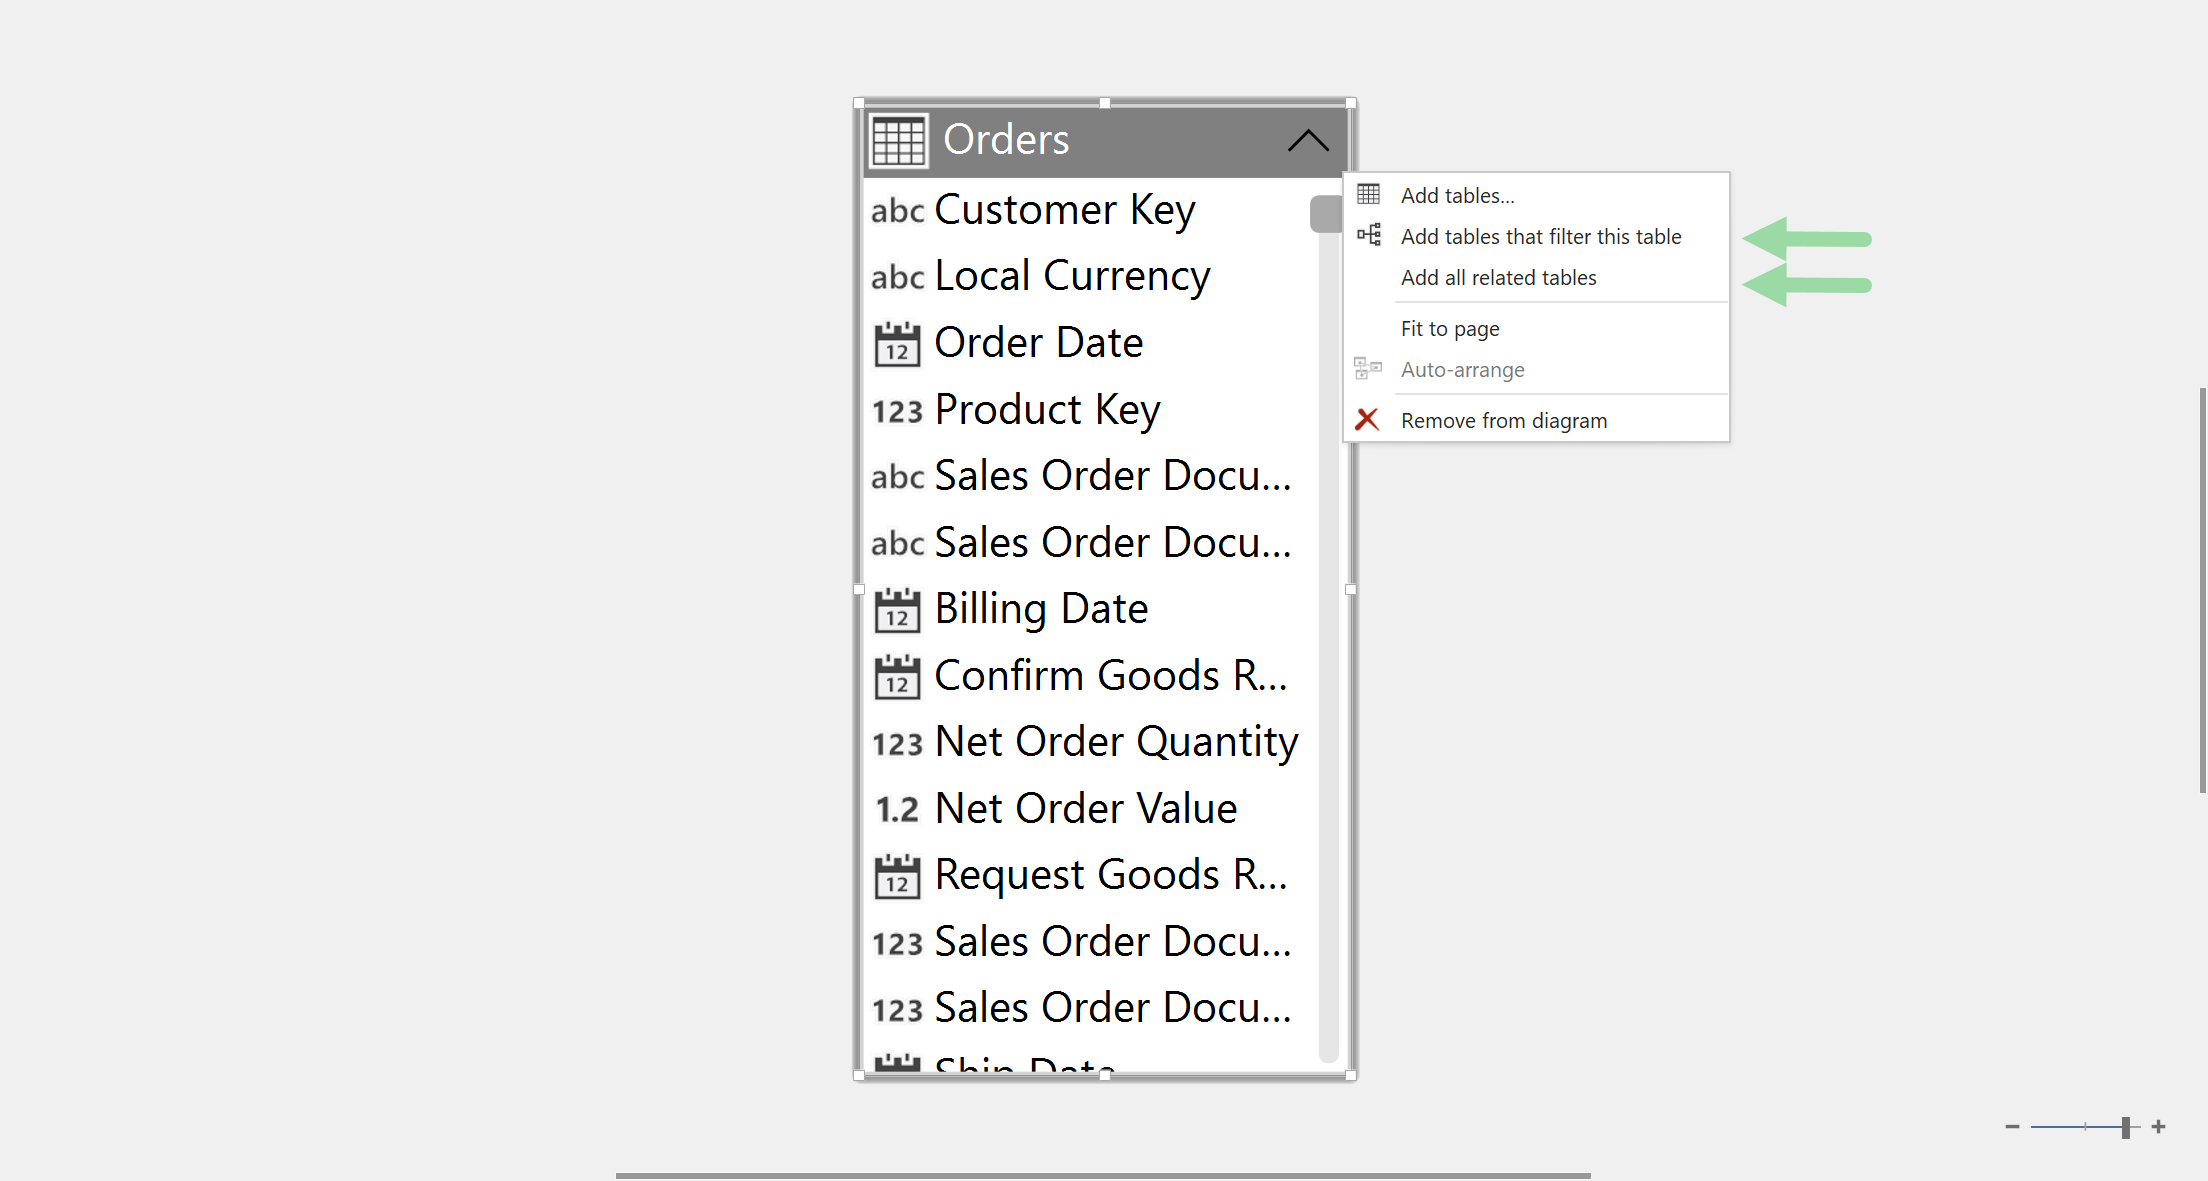 Orders
abc Customer Key
abc Local Currency
12 Order Date
123 Product Key
abc Sales Order Docu...
abc Sales Order Docu...
12 Billing Date
12 Confirm Goods R...
123 Net Order Quantity
1.2 Net Order Value
12 Request Goods R...
123 Sales Order Docu...
123 Sales Order Docu...
Ship Date
Add tables...
Add tables that filter this table
Add all related tables
Fit to page
Auto-arrange
Remove from diagram